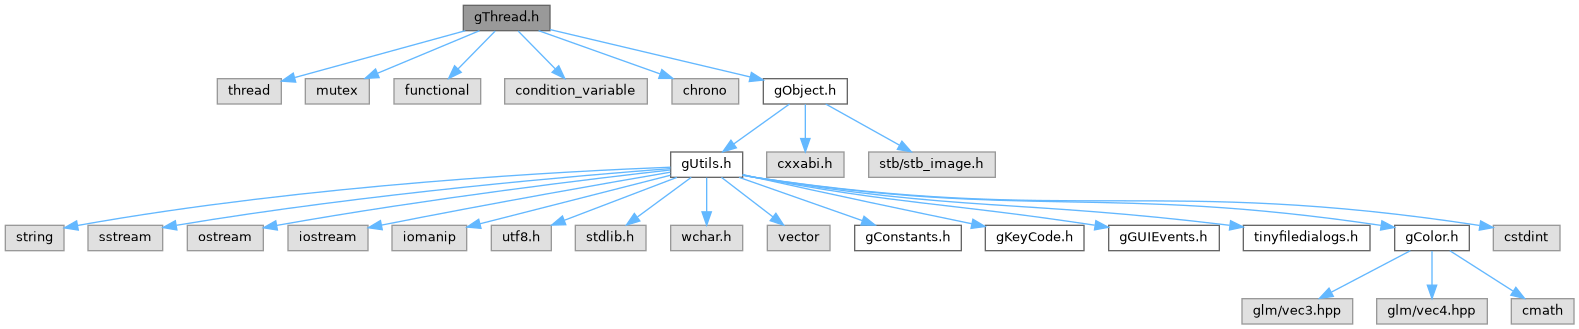 gThread.h
thread
mutex
functional
condition_variable
chrono
gObject.h
gUtils.h
cxxabi.h
stb/stb_image.h
string
sstream
ostream
iostream
iomanip
utf8.h
stdlib.h
wchar.h
vector
gConstants.h
gKeyCode.h
gGUIEvents.h
tinyfiledialogs.h
gColor.h
cstdint
glm/vec3.hpp
glm/vec4.hpp
cmath